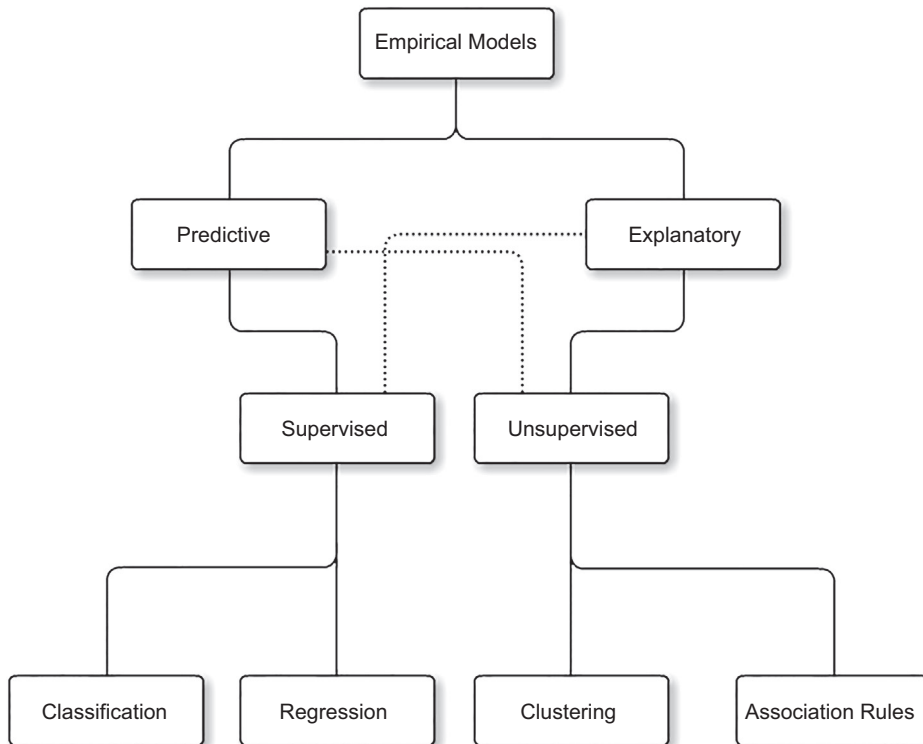 Empirical Models
Predictive
Explanatory
Supervised
Unsupervised
Classification
Regression
Clustering
Association Rules